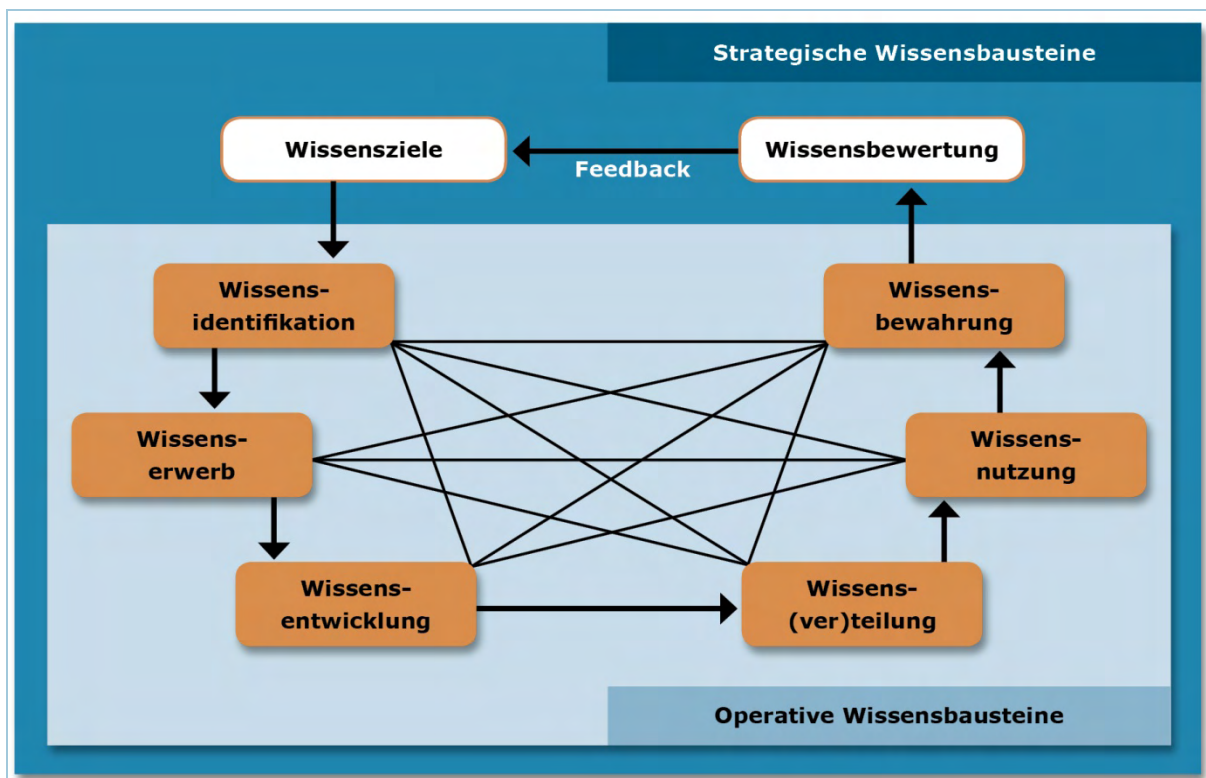 Strategische Wissensbausteine
Wissensziele
Feedback
Wissensbewertung
Wissens-
identifikation
Wissens-
bewahrung
Wissens-
erwerb
Wissens-
nutzung
Wissens-
entwicklung
Wissens-
(ver)teilung
Operative Wissensbausteine